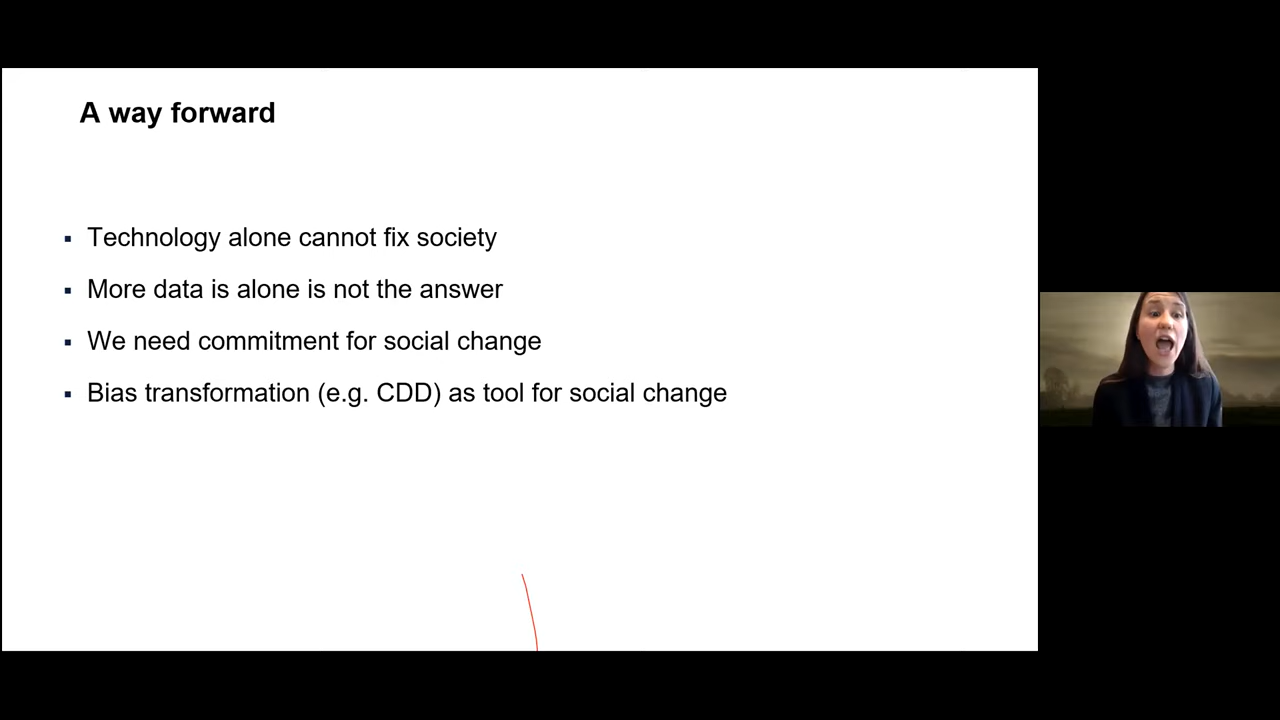 A way forward
Technology alone cannot fix society
More data is alone is not the answer
We need commitment for social change
Bias transformation (e.g. CDD) as tool for social change